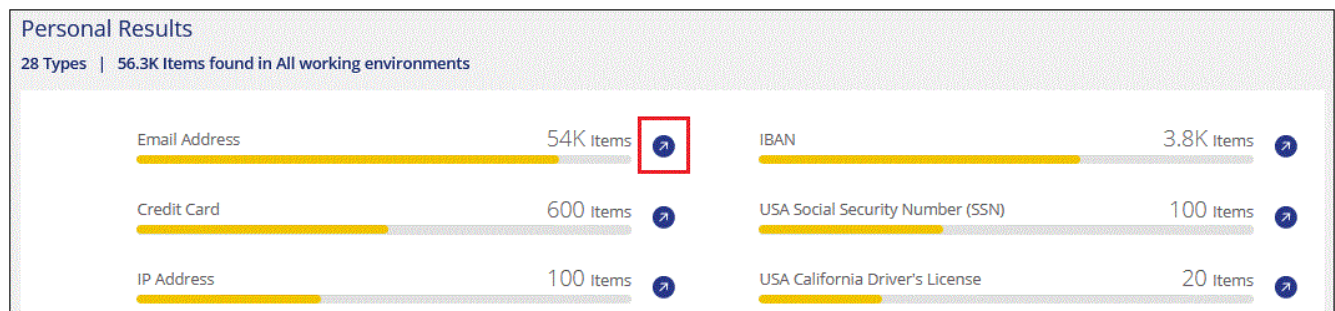 Personal Results
28 Types | 56.3K Items found in All working environments
Email Address 54K Items
IBAN 3.8K Items
Credit Card 600 Items
USA Social Security Number (SSN) 100 Items
IP Address 100 Items
USA California Driver's License 20 Items